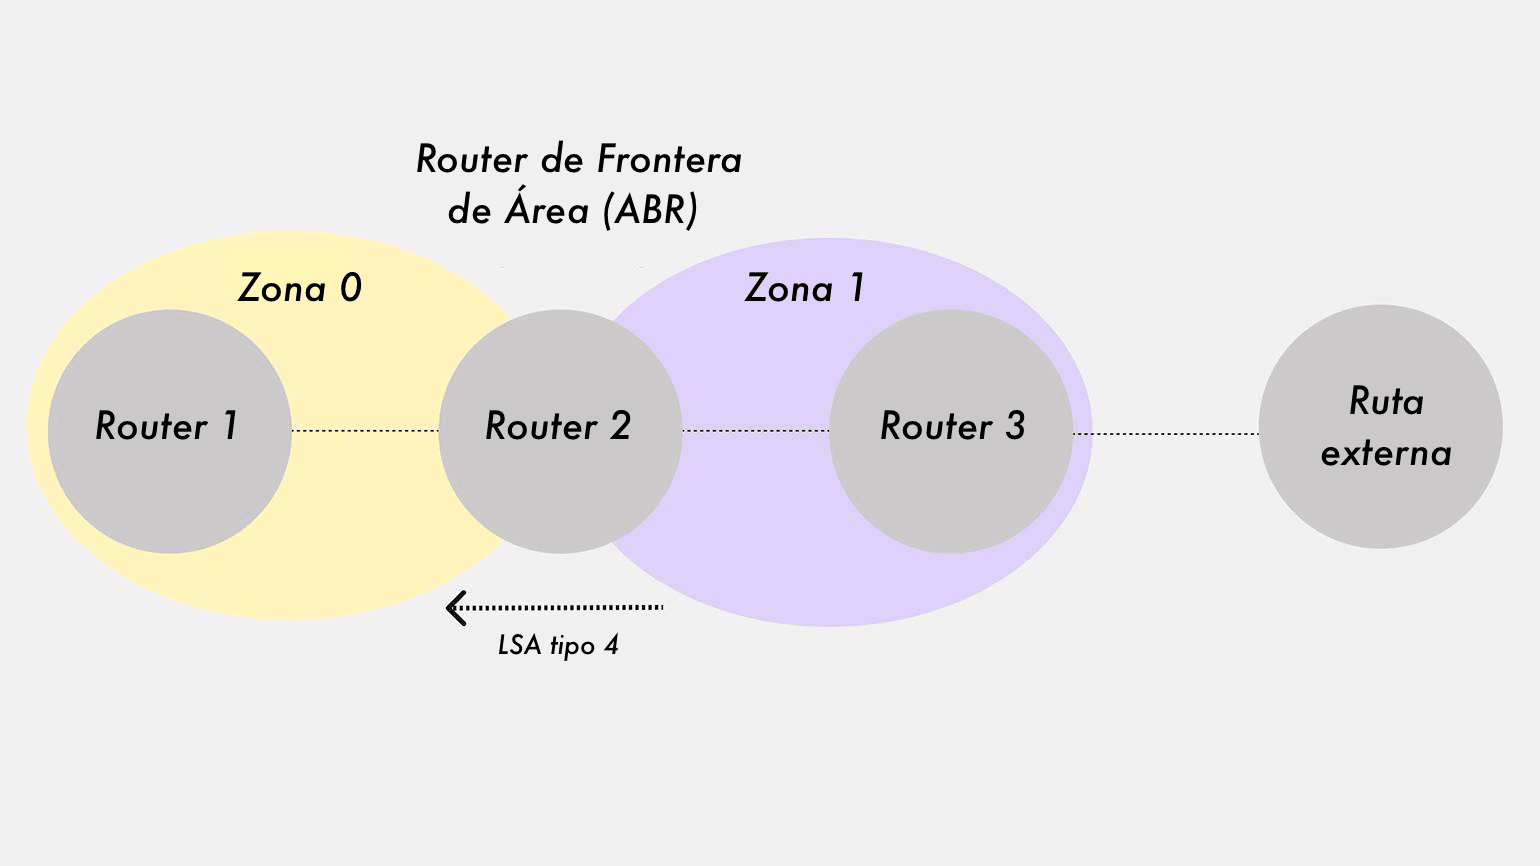 Router de Frontera
de Área (ABR)
Zona 0
Zona 1
Router 1
Router 2
Router 3
Ruta
externa
LSA tipo 4